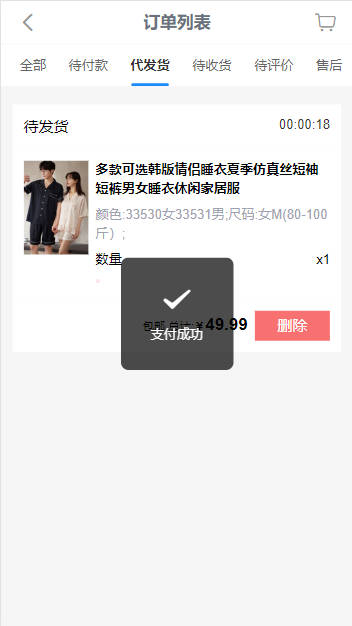 订单列表
全部 待付款 代发货 待收货 待评价 售后
待发货 00:00:18
多款可选韩版情侣睡衣夏季仿真丝短袖
短裤男女睡衣休闲家居服
颜色:33530女33531男;尺码:女M(80-100
斤）;
数量 x1
包邮 总计:￥49.99 删除
支付成功